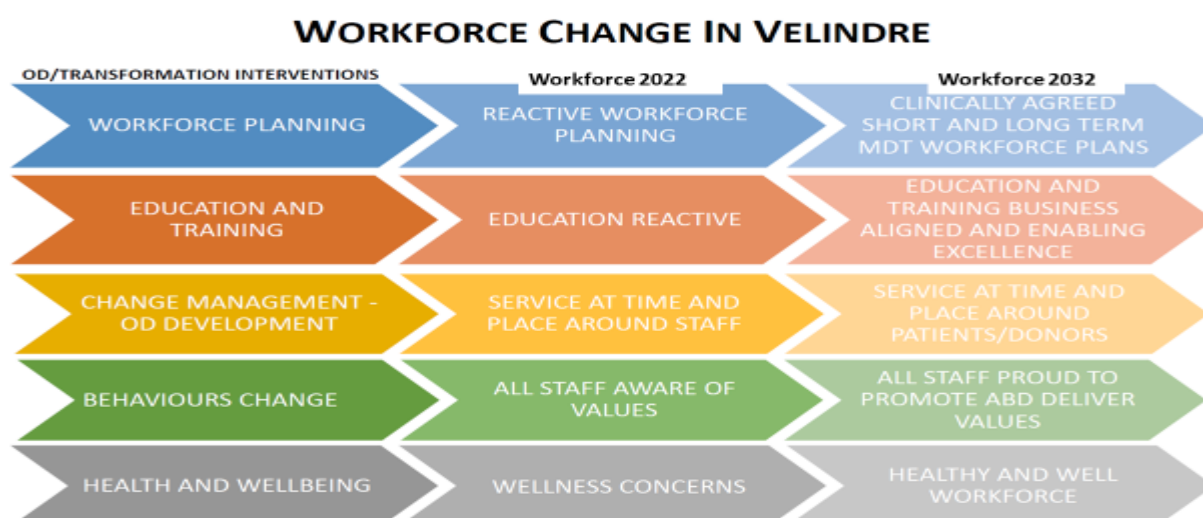 WORKFORCE CHANGE IN VELINDRE
OD/TRANSFORMATION INTERVENTIONS
Workforce 2022
Workforce 2032
WORKFORCE PLANNING
REACTIVE WORKFORCE
PLANNING
CLINICALLY AGREED
SHORT AND LONG TERM
MDT WORKFORCE PLANS
EDUCATION AND
TRAINING
EDUCATION REACTIVE
EDUCATION AND
TRAINING BUSINESS
ALIGNED AND ENABLING
EXCELLENCE
CHANGE MANAGEMENT -
OD DEVELOPMENT
SERVICE AT TIME AND
PLACE AROUND STAFF
SERVICE AT TIME AND
PLACE AROUND
PATIENTS/DONORS
BEHAVIOURS CHANGE
ALL STAFF AWARE OF
VALUES
ALL STAFF PROUD TO
PROMOTE ABD DELIVER
VALUES
HEALTH AND WELLBEING
WELLNESS CONCERNS
HEALTHY AND WELL
WORKFORCE